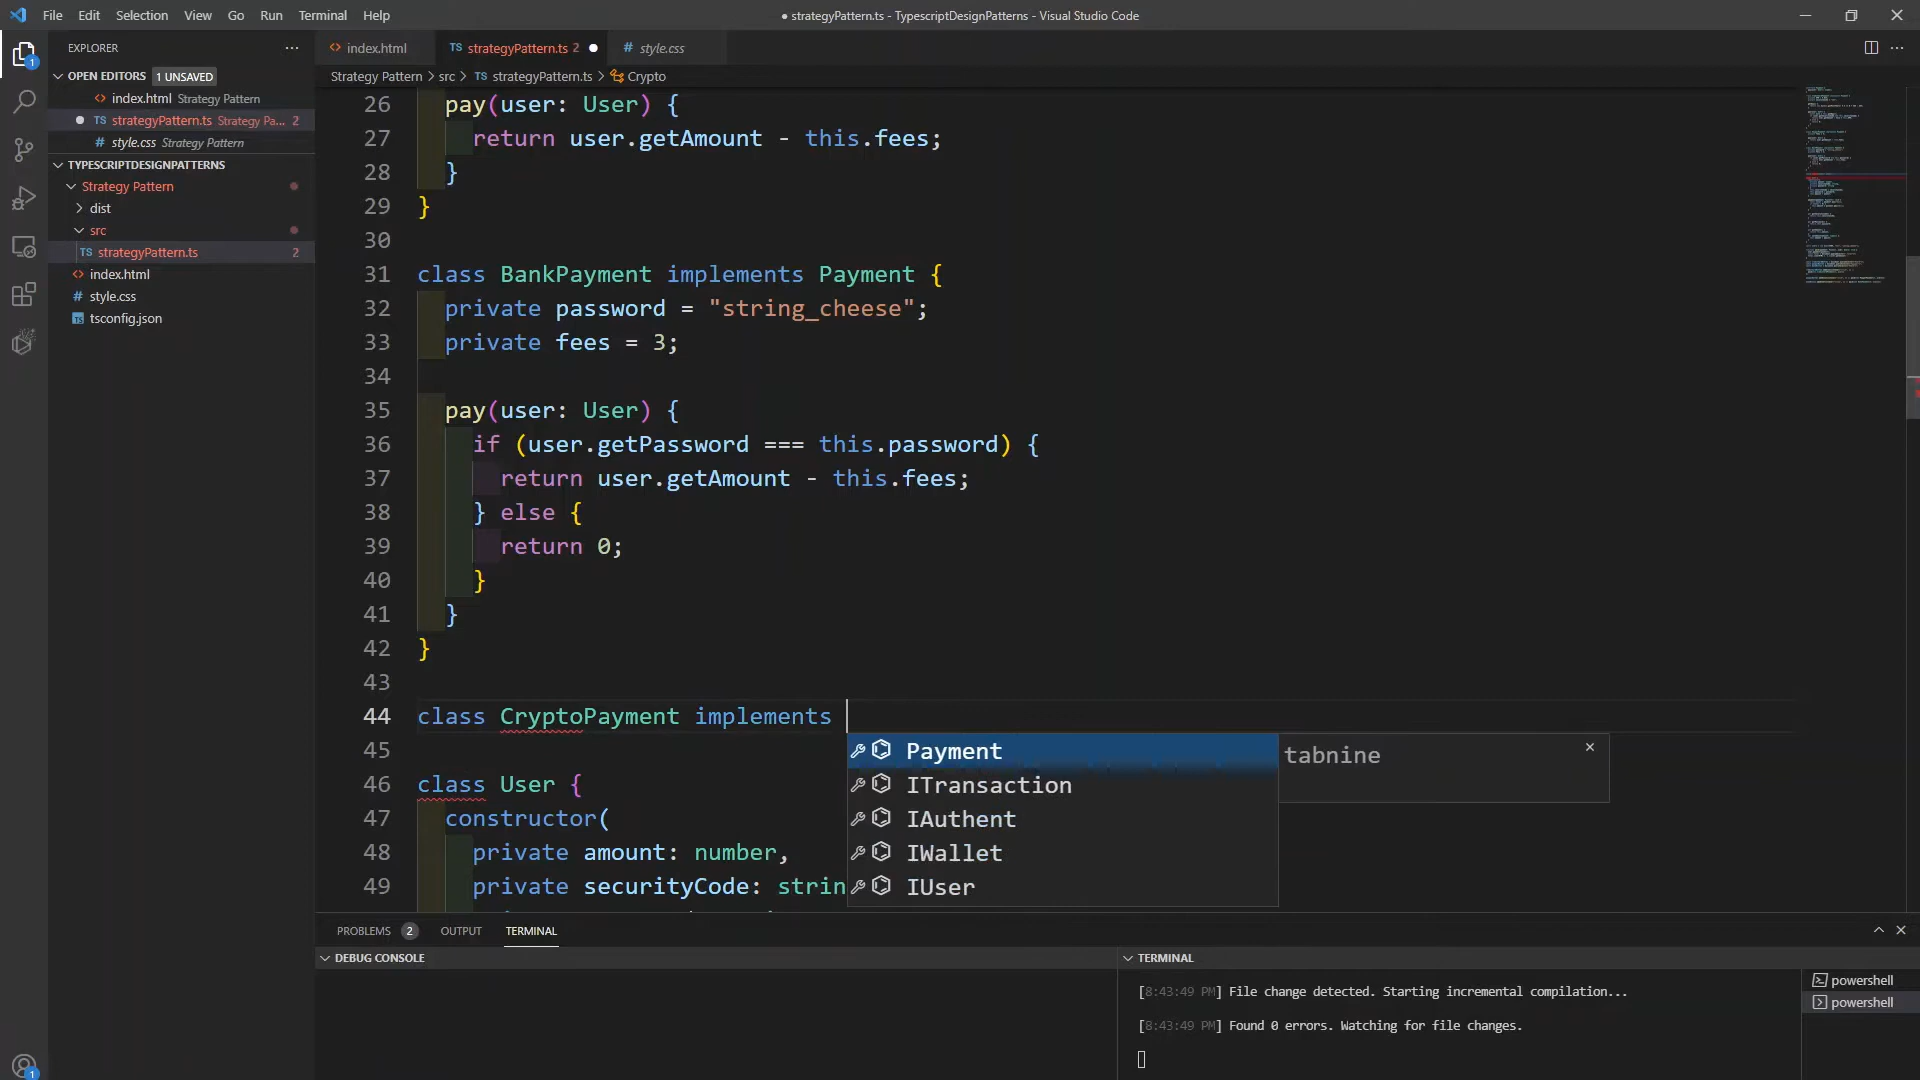 File Edit Selection View Go Run Terminal Help
● strategyPattern.ts - TypescriptDesignPatterns - Visual Studio Code
EXPLORER
OPEN EDITORS 1 UNSAVED
index.html Strategy Pattern
TS strategyPattern.ts Strategy Pa... 2
# style.css Strategy Pattern
TYPESCRIPTDESIGNPATTERNS
Strategy Pattern
dist
src
TS strategyPattern.ts 2
index.html
# style.css
tsconfig.json
1
1
index.html TS strategyPattern.ts 2 # style.css
Strategy Pattern > src > TS strategyPattern.ts > Crypto
26 pay(user: User) {
27 return user.getAmount - this.fees;
28 }
29 }
30
31 class BankPayment implements Payment {
32 private password = "string_cheese";
33 private fees = 3;
34
35 pay(user: User) {
36 if (user.getPassword === this.password) {
37 return user.getAmount - this.fees;
38 } else {
39 return 0;
40 }
41 }
42 }
43
44 class CryptoPayment implements
45
46 class User {
47 constructor(
48 private amount: number,
49 private securityCode: strin
Payment
ITransaction
IAuthent
IWallet
IUser
tabnine
PROBLEMS 2 OUTPUT TERMINAL
DEBUG CONSOLE
TERMINAL
[8:43:49 PM] File change detected. Starting incremental compilation...
[8:43:49 PM] Found 0 errors. Watching for file changes.
powershell
powershell